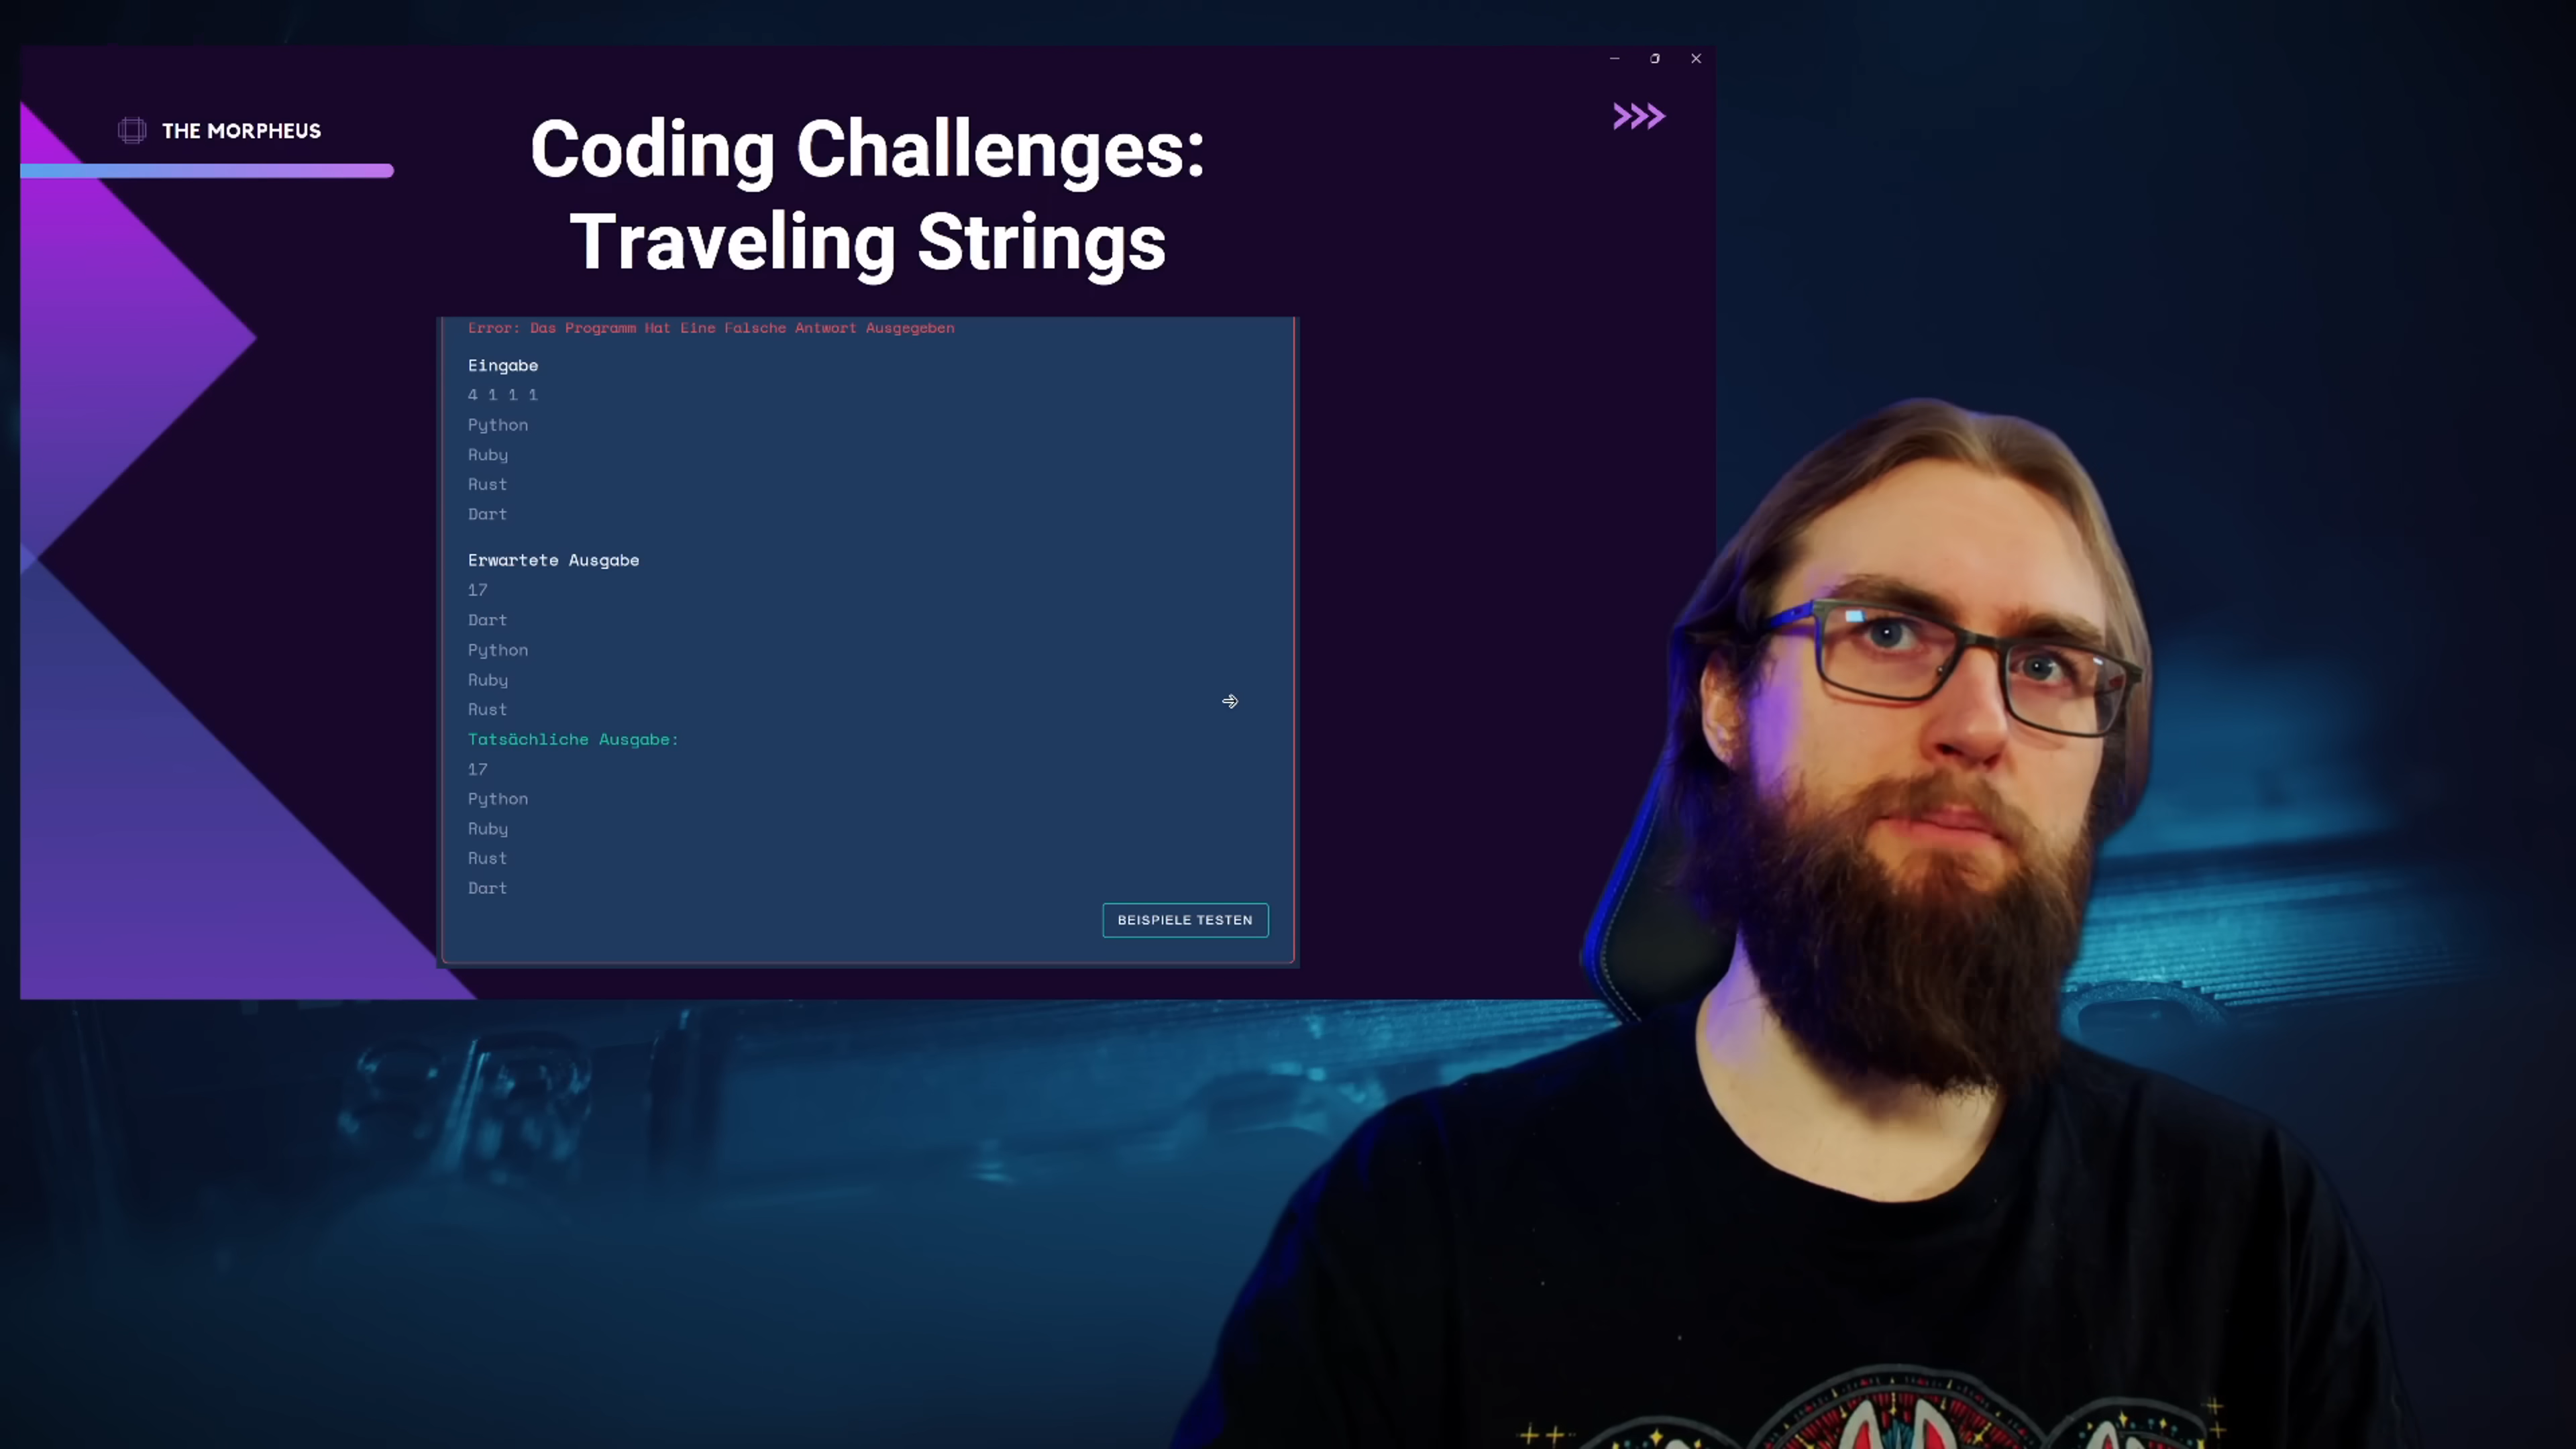 THE MORPHEUS
Coding Challenges:
Traveling Strings
Error: Das Programm Hat Eine Falsche Antwort Ausgegeben
Eingabe
4 1 1 1
Python
Ruby
Rust
Dart
Erwartete Ausgabe
17
Dart
Python
Ruby
Rust
Tatsächliche Ausgabe:
17
Python
Ruby
Rust
Dart
BEISPIELE TESTEN